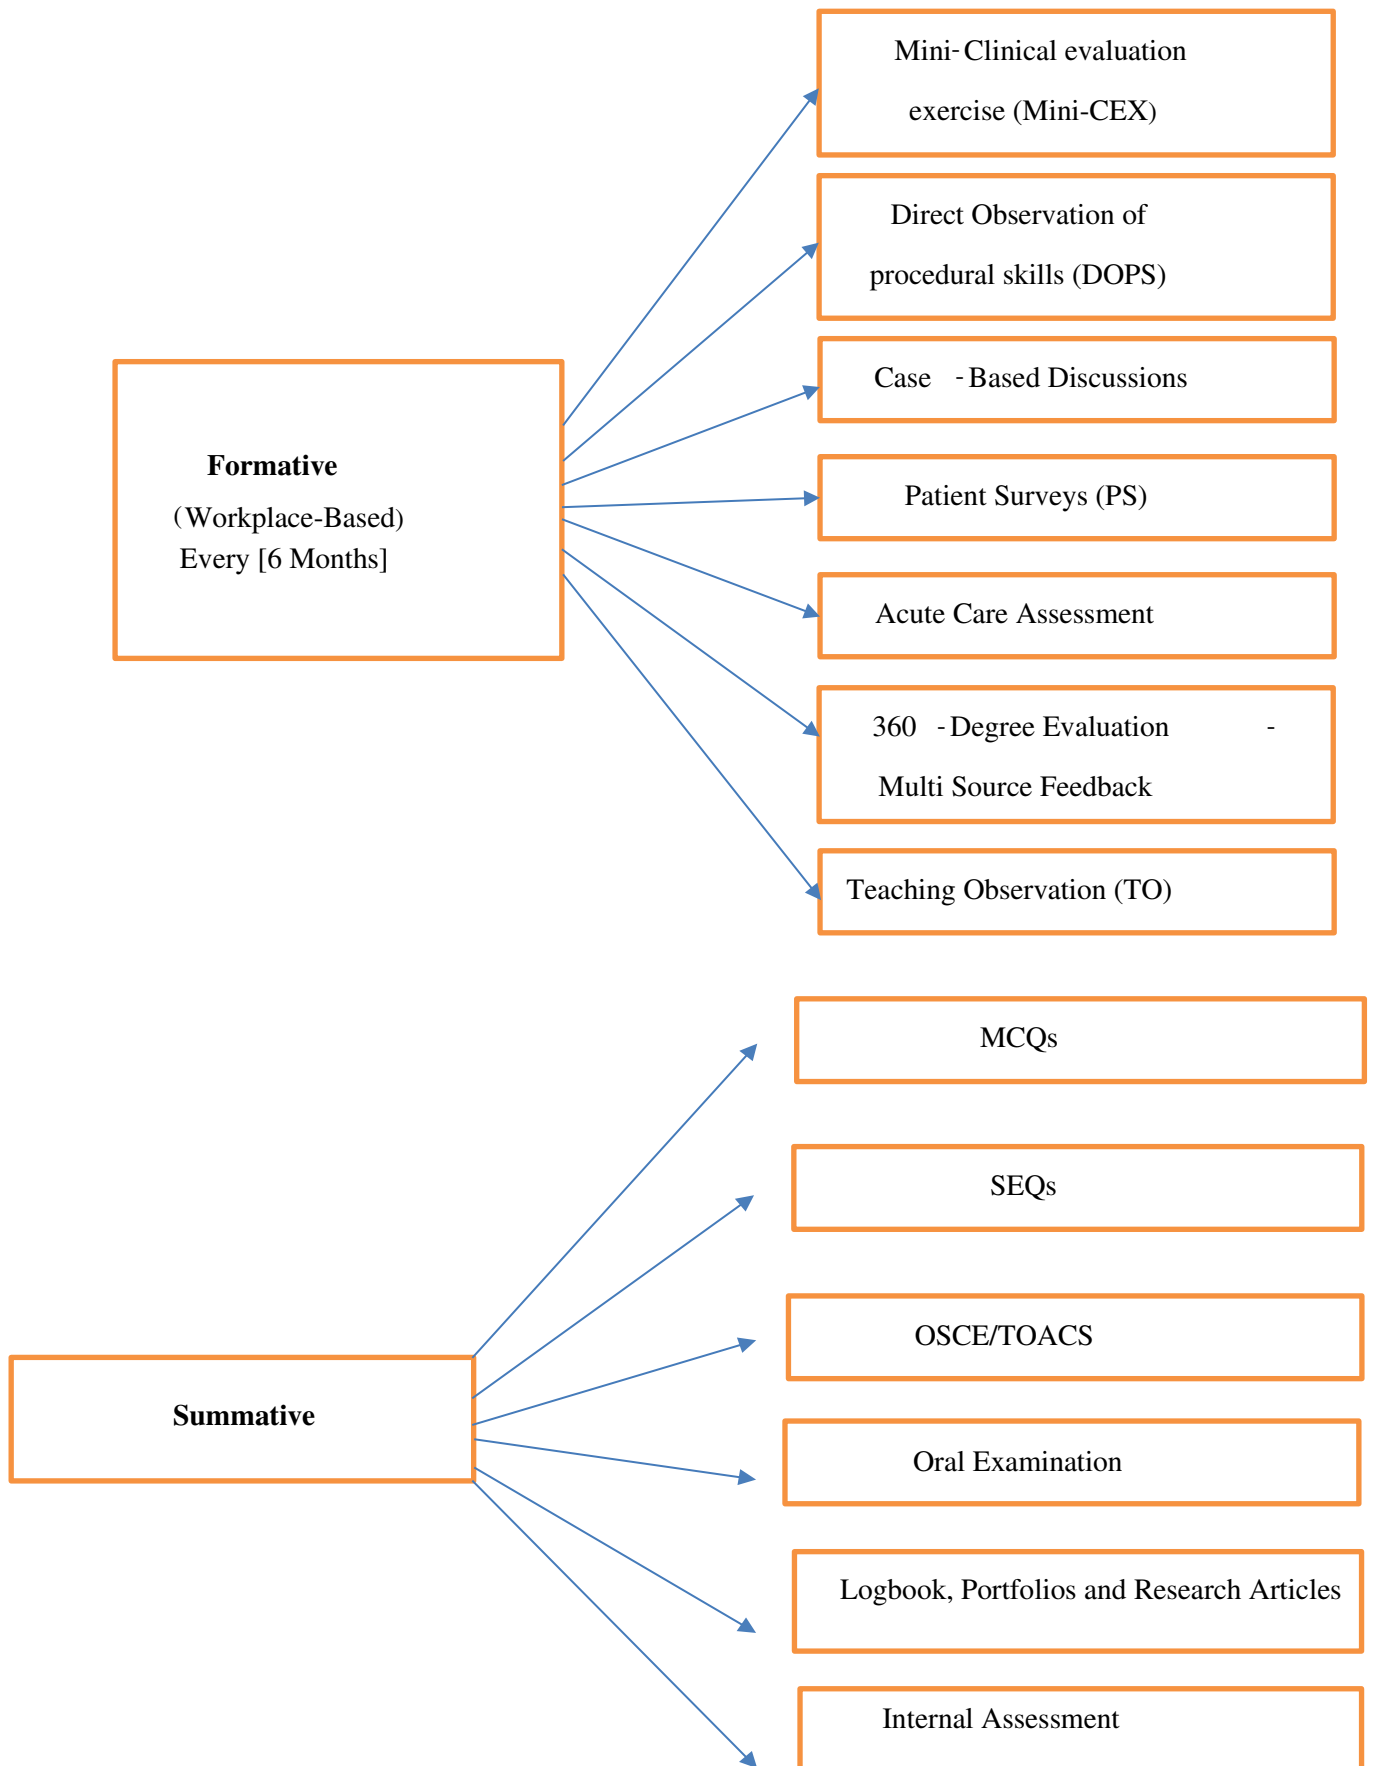 Mini-Clinical evaluation
exercise (Mini-CEX)
Direct Observation of
procedural skills (DOPS)
Case -Based Discussions
Formative
(Workplace-Based)
Every [6 Months]
Patient Surveys (PS)
Acute Care Assessment
360 -Degree Evaluation -
Multi Source Feedback
Teaching Observation (TO)
MCQs
SEQs
OSCE/TOACS
Summative
Oral Examination
Logbook, Portfolios and Research Articles
Internal Assessment